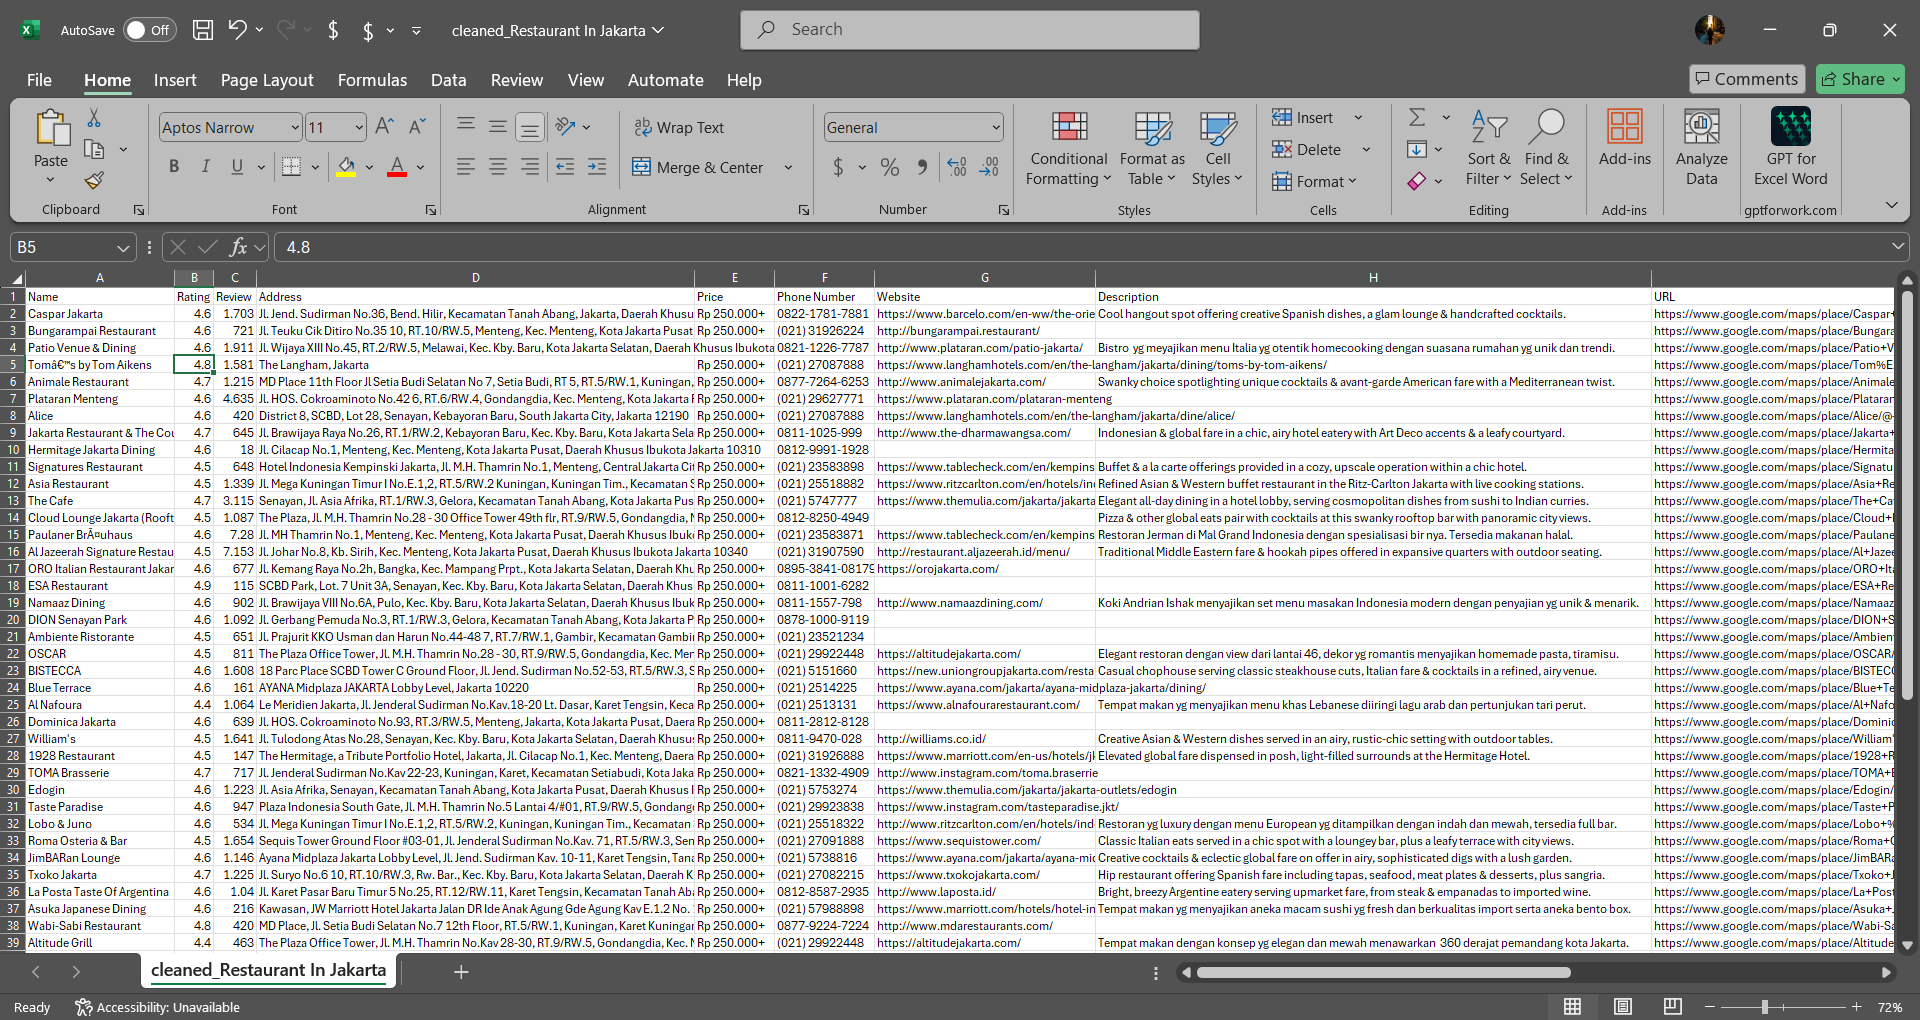 AutoSave Off cleaned_Restaurant In Jakarta Search
File Home Insert Page Layout Formulas Data Review View Automate Help Comments Share
Paste Aptos Narrow 11 Wrap Text General Conditional Formatting Format as Table Cell Styles Insert Sort & Filter Find & Select Add-ins Analyze Data GPT for Excel Word
B I U Merge & Center $ % Delete
Format
Clipboard Font Alignment Number Styles Cells Editing Add-ins gptforwork.com
B5 fx 4.8
A B C D E F G H
1 Name Rating Review Address Price Phone Number Website Description URL
2 Caspar Jakarta 4.6 1.703 Jl. Jend. Sudirman No.36, Bend. Hilir, Kecamatan Tanah Abang, Jakarta, Daerah Khusu Rp 250.000+ 0822-1781-7881 https://www.barcelo.com/en-ww/the-orie Cool hangout spot offering creative Spanish dishes, a glam lounge & handcrafted cocktails. https://www.google.com/maps/place/Caspar+
3 Bungarampai Restaurant 4.6 721 Jl. Teuku Cik Ditiro No.35 10, RT.10/RW.5, Menteng, Kec. Menteng, Kota Jakarta Pusat Rp 250.000+ (021) 31926224 http://bungarampai.restaurant/ https://www.google.com/maps/place/Bungara
4 Patio Venue & Dining 4.6 1.911 Jl. Wijaya XIII No.45, RT.2/RW.5, Melawai, Kec. Kby. Baru, Kota Jakarta Selatan, Daerah Khusus Ibukota 0821-1226-7787 http://www.plataran.com/patio-jakarta/ Bistro yg meyajikan menu Italia yg otentik homecooking dengan suasana rumahan yg unik dan trendi. https://www.google.com/maps/place/Patio+V
5 Tomâ€™s by Tom Aikens 4.8 1.581 The Langham, Jakarta Rp 250.000+ (021) 27087888 https://www.langhamhotels.com/en/the-langham/jakarta/dining/toms-by-tom-aikens/ https://www.google.com/maps/place/Tom%E
6 Animale Restaurant 4.7 1.215 MD Place 11th Floor Jl Setia Budi Selatan No 7, Setia Budi, RT 5, RT.5/RW.1, Kuningan, Rp 250.000+ 0877-7264-6253 http://www.animalejakarta.com/ Swanky choice spotlighting unique cocktails & avant-garde American fare with a Mediterranean twist. https://www.google.com/maps/place/Animale
7 Plataran Menteng 4.6 4.635 Jl. HOS. Cokroaminoto No.42 6, RT.6/RW.4, Gondangdia, Kec. Menteng, Kota Jakarta Rp 250.000+ (021) 29627771 https://www.plataran.com/plataran-menteng https://www.google.com/maps/place/Plataran
8 Alice 4.6 420 District 8, SCBD, Lot 28, Senayan, Kebayoran Baru, South Jakarta City, Jakarta 12190 Rp 250.000+ (021) 27087888 https://www.langhamhotels.com/en/the-langham/jakarta/dine/alice/ https://www.google.com/maps/place/Alice/@
9 Jakarta Restaurant & The Cou 4.7 645 Jl. Brawijaya Raya No.26, RT.1/RW.2, Kebayoran Baru, Kec. Kby. Baru, Kota Jakarta Sela Rp 250.000+ 0811-1025-999 http://www.the-dharmawangsa.com/ Indonesian & global fare in a chic, airy hotel eatery with Art Deco accents & a leafy courtyard. https://www.google.com/maps/place/Jakarta+
10 Hermitage Jakarta Dining 4.6 18 Jl. Cilacap No.1, Menteng, Kec. Menteng, Kota Jakarta Pusat, Daerah Khusus Ibukota Jakarta 10310 0812-9991-1928 https://www.google.com/maps/place/Hermita
11 Signatures Restaurant 4.5 648 Hotel Indonesia Kempinski Jakarta, Jl. M.H. Thamrin No.1, Menteng, Central Jakarta Cit Rp 250.000+ (021) 23583898 https://www.tablecheck.com/en/kempins Buffet & a la carte offerings provided in a cozy, upscale operation within a chic hotel. https://www.google.com/maps/place/Signatu
12 Asia Restaurant 4.5 1.339 Jl. Mega Kuningan Timur I No.E.1,2, RT.5/RW.2 Kuningan, Kuningan Tim., Kecamatan S Rp 250.000+ (021) 25518882 https://www.ritzcarlton.com/en/hotels/ind Refined Asian & Western buffet restaurant in the Ritz-Carlton Jakarta with live cooking stations. https://www.google.com/maps/place/Asia+Re
13 The Cafe 4.7 3.115 Senayan, Jl. Asia Afrika, RT.1/RW.3, Gelora, Kecamatan Tanah Abang, Kota Jakarta Pus Rp 250.000+ (021) 5747777 https://www.themulia.com/jakarta/jakarta Elegant all-day dining in a hotel lobby, serving cosmopolitan dishes from sushi to Indian curries. https://www.google.com/maps/place/The+Ca
14 Cloud Lounge Jakarta (Rooft 4.5 1.087 The Plaza, Jl. M.H. Thamrin No.28 - 30 Office Tower 49th flr, RT.9/RW.5, Gondangdia, Rp 250.000+ 0812-8250-4949 Pizza & other global eats pair with cocktails at this swanky rooftop bar with panoramic city views. https://www.google.com/maps/place/Cloud+
15 Paulaner BrÃ¤uhaus 4.6 7.28 Jl. MH Thamrin No.1, Menteng, Kec. Menteng, Kota Jakarta Pusat, Daerah Khusus Ibuk Rp 250.000+ (021) 23583871 https://www.tablecheck.com/en/kempins Restoran Jerman di Mal Grand Indonesia dengan spesialisasi bir nya. Tersedia makanan halal. https://www.google.com/maps/place/Paulane
16 Al Jazeerah Signature Restau 4.5 7.153 Jl. Johar No.8, Kb. Sirih, Kec. Menteng, Kota Jakarta Pusat, Daerah Khusus Ibukota Jakarta 10340 (021) 31907590 http://restaurant.aljazeerah.id/menu/ Traditional Middle Eastern fare & hookah pipes offered in expansive quarters with outdoor seating. https://www.google.com/maps/place/Al+Jaze
17 ORO Italian Restaurant Jakar 4.6 677 Jl. Kemang Raya No.2h, Bangka, Kec. Mampang Prpt., Kota Jakarta Selatan, Daerah Khu Rp 250.000+ 0895-3841-08179 https://orojakarta.com/ https://www.google.com/maps/place/ORO+Ita
18 ESA Restaurant 4.9 115 SCBD Park, Lot. 7 Unit 3A, Senayan, Kec. Kby. Baru, Kota Jakarta Selatan, Daerah Khus Rp 250.000+ 0811-1001-6282 https://www.google.com/maps/place/ESA+Re
19 Namaaz Dining 4.6 902 Jl. Brawijaya VIII No.6A, Pulo, Kec. Kby. Baru, Kota Jakarta Selatan, Daerah Khusus Ibuk Rp 250.000+ 0811-1557-798 http://www.namaazdining.com/ Koki Andrian Ishak menyajikan set menu masakan Indonesia modern dengan penyajian yg unik & menarik. https://www.google.com/maps/place/Namaaz
20 DION Senayan Park 4.6 1.092 Jl. Gerbang Pemuda No.3, RT.1/RW.3, Gelora, Kecamatan Tanah Abang, Kota Jakarta P Rp 250.000+ 0878-1000-9119 https://www.google.com/maps/place/DION+S
21 Ambiente Ristorante 4.5 651 Jl. Prajurit KKO Usman dan Harun No.44-48 7, RT.7/RW.1, Gambir, Kecamatan Gambi Rp 250.000+ (021) 23521234 https://www.google.com/maps/place/Ambien
22 OSCAR 4.5 811 The Plaza Office Tower, Jl. M.H. Thamrin No.28 - 30, RT.9/RW.5, Gondangdia, Kec. Men Rp 250.000+ (021) 29922448 https://altitudejakarta.com/ Elegant restoran dengan view dari lantai 46, dekor yg romantis menyajikan homemade pasta, tiramisu. https://www.google.com/maps/place/OSCAR/
23 BISTECCA 4.6 1.608 18 Parc Place SCBD Tower C Ground Floor, Jl. Jend. Sudirman No.52-53, RT.5/RW.3, S Rp 250.000+ (021) 5151660 https://new.uniongroupjakarta.com/resta Casual chophouse serving classic steakhouse cuts, Italian fare & cocktails in a refined, airy venue. https://www.google.com/maps/place/BISTECC
24 Blue Terrace 4.6 161 AYANA Midplaza JAKARTA Lobby Level, Jakarta 10220 Rp 250.000+ (021) 2514225 https://www.ayana.com/jakarta/ayana-midplaza-jakarta/dining/ https://www.google.com/maps/place/Blue+Te
25 Al Nafoura 4.4 1.064 Le Meridien Jakarta, Jl. Jenderal Sudirman No.Kav.18-20 Lt. Dasar, Karet Tengsin, Keca Rp 250.000+ (021) 2513131 https://www.alnafourarestaurant.com/ Tempat makan yg menyajikan menu khas Lebanese diiringi lagu arab dan pertunjukan tari perut. https://www.google.com/maps/place/Al+Nafo
26 Dominica Jakarta 4.6 639 Jl. HOS. Cokroaminoto No.93, RT.3/RW.5, Menteng, Jakarta, Kota Jakarta Pusat, Daera Rp 250.000+ 0811-2812-8128 https://www.google.com/maps/place/Dominic
27 William's 4.5 1.641 Jl. Tulodong Atas No.28, Senayan, Kec. Kby. Baru, Kota Jakarta Selatan, Daerah Khusu Rp 250.000+ 0811-9470-028 http://williams.co.id/ Creative Asian & Western dishes served in an airy, rustic-chic setting with outdoor tables. https://www.google.com/maps/place/William'
28 1928 Restaurant 4.5 147 The Hermitage, a Tribute Portfolio Hotel, Jakarta, Jl. Cilacap No.1, Kec. Menteng, Daera Rp 250.000+ (021) 31926888 https://www.marriott.com/en-us/hotels/jk Elevated global fare dispensed in posh, light-filled surrounds at the Hermitage Hotel. https://www.google.com/maps/place/1928+R
29 TOMA Brasserie 4.7 717 Jl. Jenderal Sudirman No.Kav 22-23, Kuningan, Karet, Kecamatan Setiabudi, Kota Jaka Rp 250.000+ 0821-1332-4909 http://www.instagram.com/toma.braserrie https://www.google.com/maps/place/TOMA+B
30 Edogin 4.6 1.223 Jl. Asia Afrika, Senayan, Kecamatan Tanah Abang, Kota Jakarta Pusat, Daerah Khusus I Rp 250.000+ (021) 5753274 https://www.themulia.com/jakarta/jakarta-outlets/edogin https://www.google.com/maps/place/Edogin/
31 Taste Paradise 4.6 947 Plaza Indonesia South Gate, Jl. M.H. Thamrin No.5 Lantai 4/#01, RT.9/RW.5, Gondang Rp 250.000+ (021) 29923838 https://www.instagram.com/tasteparadise.jkt/ https://www.google.com/maps/place/Taste+P
32 Lobo & Juno 4.6 534 Jl. Mega Kuningan Timur I No.E.1,2, RT.5/RW.2, Kuningan, Kuningan Tim., Kecamatan Rp 250.000+ (021) 25518322 http://www.ritzcarlton.com/en/hotels/ind Restoran yg luxury dengan menu European yg ditampilkan dengan indah dan mewah, tersedia full bar. https://www.google.com/maps/place/Lobo+%
33 Roma Osteria & Bar 4.5 1.654 Sequis Tower Ground Floor #03-01, Jl. Jenderal Sudirman No.Kav. 71, RT.5/RW.3, Sen Rp 250.000+ (021) 27091888 https://www.sequistower.com/ Classic Italian eats served in a chic spot with a loungey bar, plus a leafy terrace with city views. https://www.google.com/maps/place/Roma+O
34 JimBARan Lounge 4.6 1.146 Ayana Midplaza Jakarta Lobby Level, Jl. Jend. Sudirman Kav. 10-11, Karet Tengsin, Tana Rp 250.000+ (021) 5738816 https://www.ayana.com/jakarta/ayana-mid Creative cocktails & eclectic global fare on offer in airy, sophisticated digs with a lush garden. https://www.google.com/maps/place/JimBARa
35 Txoko Jakarta 4.7 1.225 Jl. Suryo No.6 10, RT.10/RW.3, Rw. Bar., Kec. Kby. Baru, Kota Jakarta Selatan, Daerah K Rp 250.000+ (021) 27082215 https://www.txokojakarta.com/ Hip restaurant offering Spanish fare including tapas, seafood, meat plates & desserts, plus sangria. https://www.google.com/maps/place/Txoko+J
36 La Posta Taste Of Argentina 4.6 1.04 Jl. Karet Pasar Baru Timur 5 No.25, RT.12/RW.11, Karet Tengsin, Kecamatan Tanah Ab Rp 250.000+ 0812-8587-2935 http://www.laposta.id/ Bright, breezy Argentine eatery serving upmarket fare, from steak & empanadas to imported wine. https://www.google.com/maps/place/La+Post
37 Asuka Japanese Dining 4.6 216 Kawasan, JW Marriott Hotel Jakarta Jalan DR Ide Anak Agung Gde Agung Kav E.1.2 No. Rp 250.000+ (021) 57988898 https://www.marriott.com/hotels/hotel-in Tempat makan yg menyajikan aneka macam sushi yg fresh dan berkualitas import serta aneka bento box. https://www.google.com/maps/place/Asuka+
38 Wabi-Sabi Restaurant 4.8 420 MD Place, Jl. Setia Budi Selatan No.7 12th Floor, RT.5/RW.1, Kuningan, Karet Kuningan Rp 250.000+ 0877-9224-7224 http://www.mdarestaurants.com/ https://www.google.com/maps/place/Wabi-Sa
39 Altitude Grill 4.4 463 The Plaza Office Tower, Jl. M.H. Thamrin No.Kav 28-30, RT.9/RW.5, Gondangdia, Kec. Rp 250.000+ (021) 29922448 https://altitudejakarta.com/ Tempat makan dengan konsep yg elegan dan mewah menawarkan 360 derajat pemandang kota Jakarta. https://www.google.com/maps/place/Altitude
cleaned_Restaurant In Jakarta
Ready Accessibility: Unavailable 72%